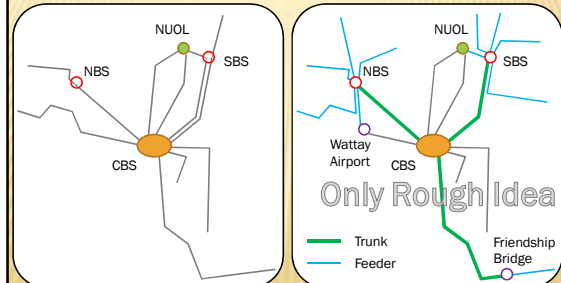 NUOL
SBS
NBS
CBS
NUOL
SBS
NBS
Wattay
Airport
CBS
Only Rough Idea
Trunk
Feeder
Friendship
Bridge